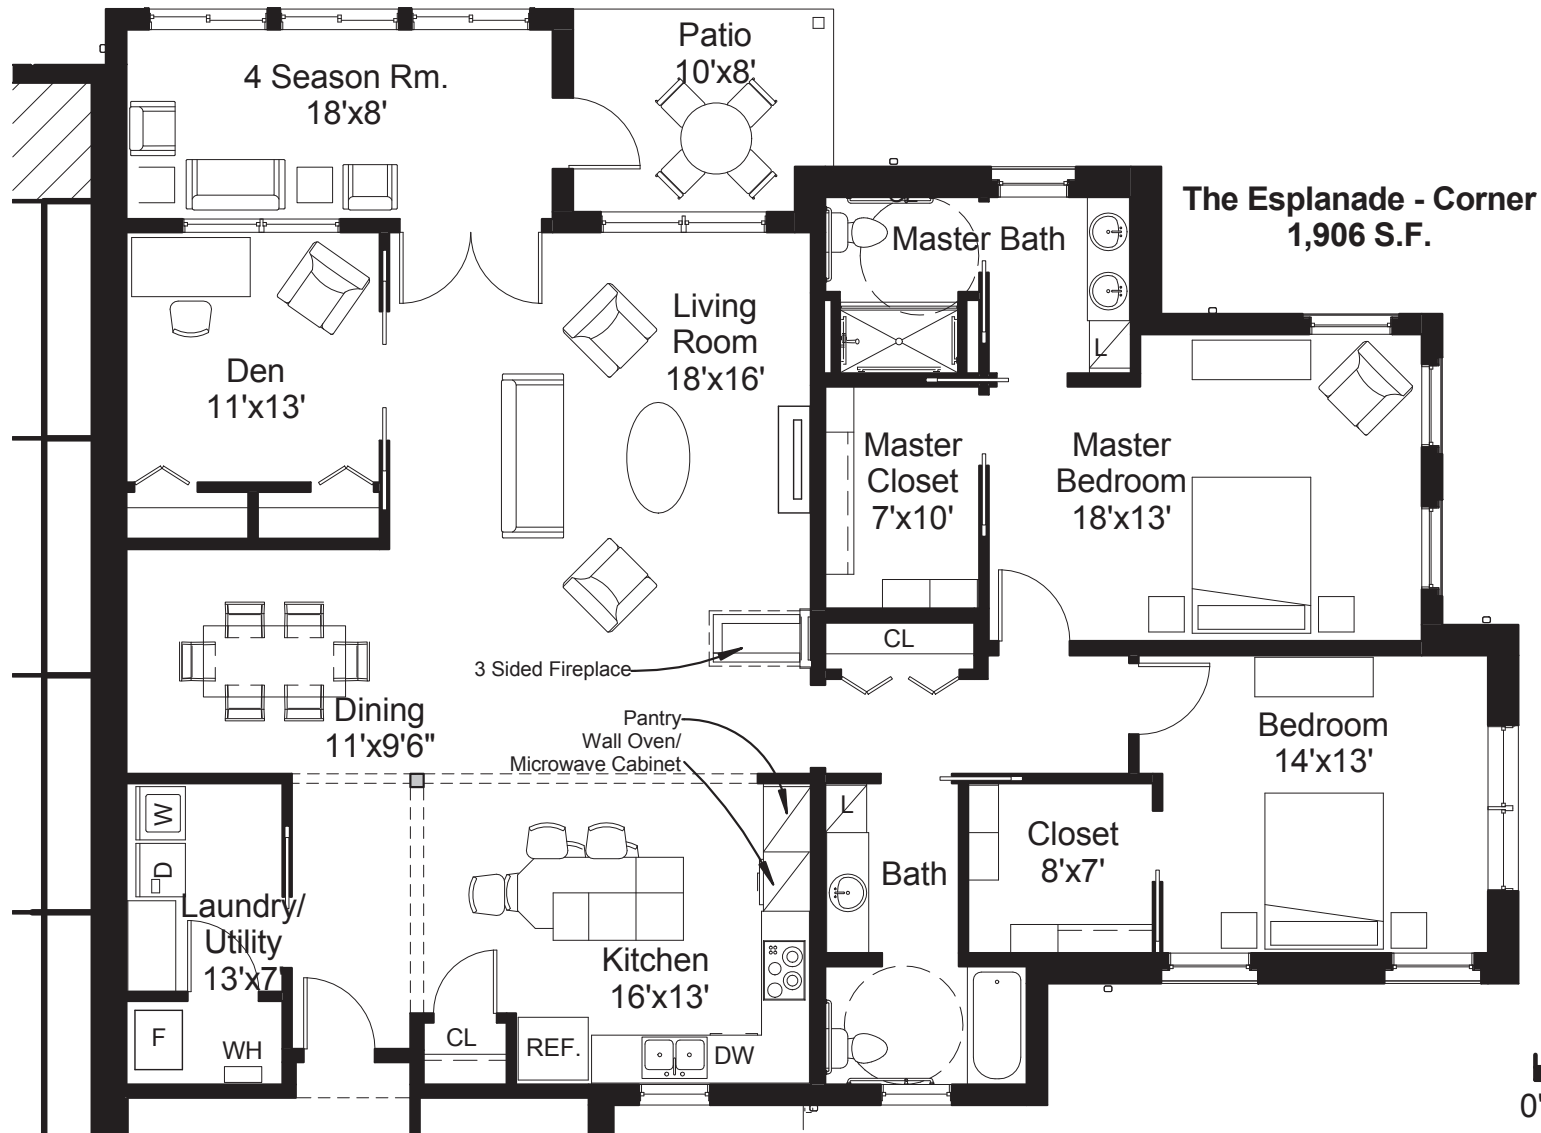 Patio
10'x8'
4 Season Rm.
18'x8'
The Esplanade - Corner
1,906 S.F.
Master Bath
Living
Room
18'x16'
Den
11'x13'
L
Master
Closet
7'x10'
Master
Bedroom
18'x13'
CL
3 Sided Fireplace
Dining
11'x9'6"
Pantry
Wall Oven/
Microwave Cabinet
Bedroom
14'x13'
W
D
L
Closet
8'x7'
Bath
Laundry/
Utility
13'x7'
Kitchen
16'x13'
F
WH
CL
REF.
DW
0'